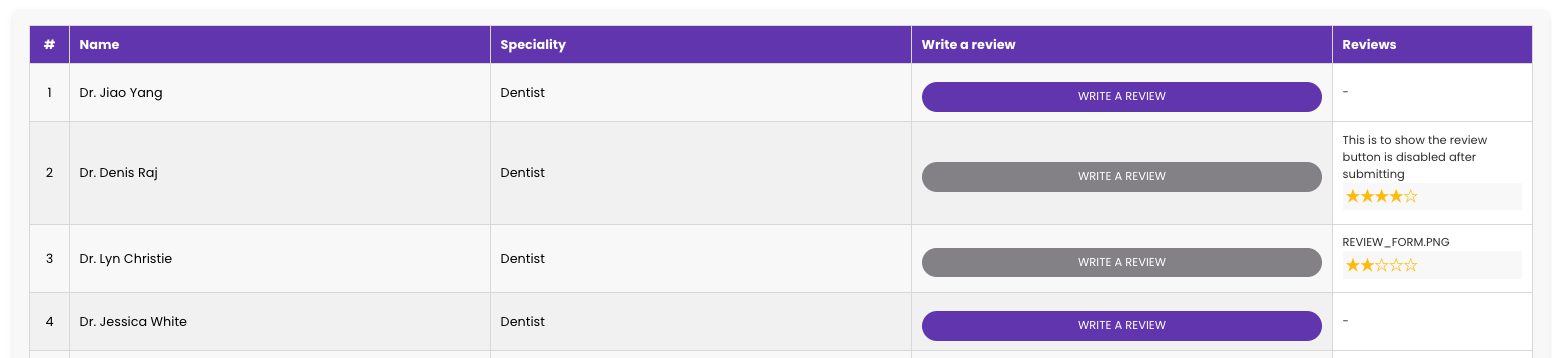 # Name Speciality Write a review Reviews
1 Dr. Jiao Yang Dentist WRITE A REVIEW -
2 Dr. Denis Raj Dentist WRITE A REVIEW This is to show the review
button is disabled after
submitting
★★★★☆
3 Dr. Lyn Christie Dentist WRITE A REVIEW REVIEW_FORM.PNG
★★☆☆☆
4 Dr. Jessica White Dentist WRITE A REVIEW -